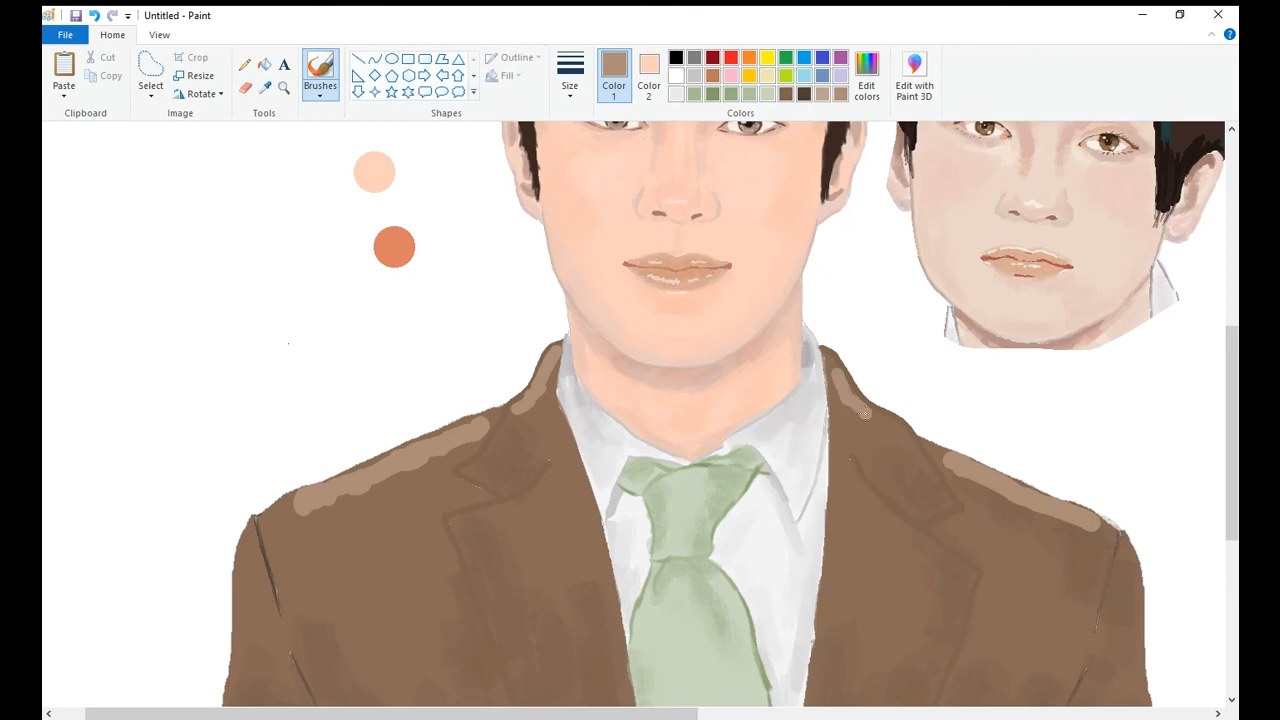 Untitled - Paint
File Home View
Paste
Cut
Copy
Clipboard
Select
Crop
Resize
Rotate
Image
Tools
Brushes
Shapes
Outline
Fill
Size
Color 1
Color 2
Edit colors
Colors
Edit with Paint 3D